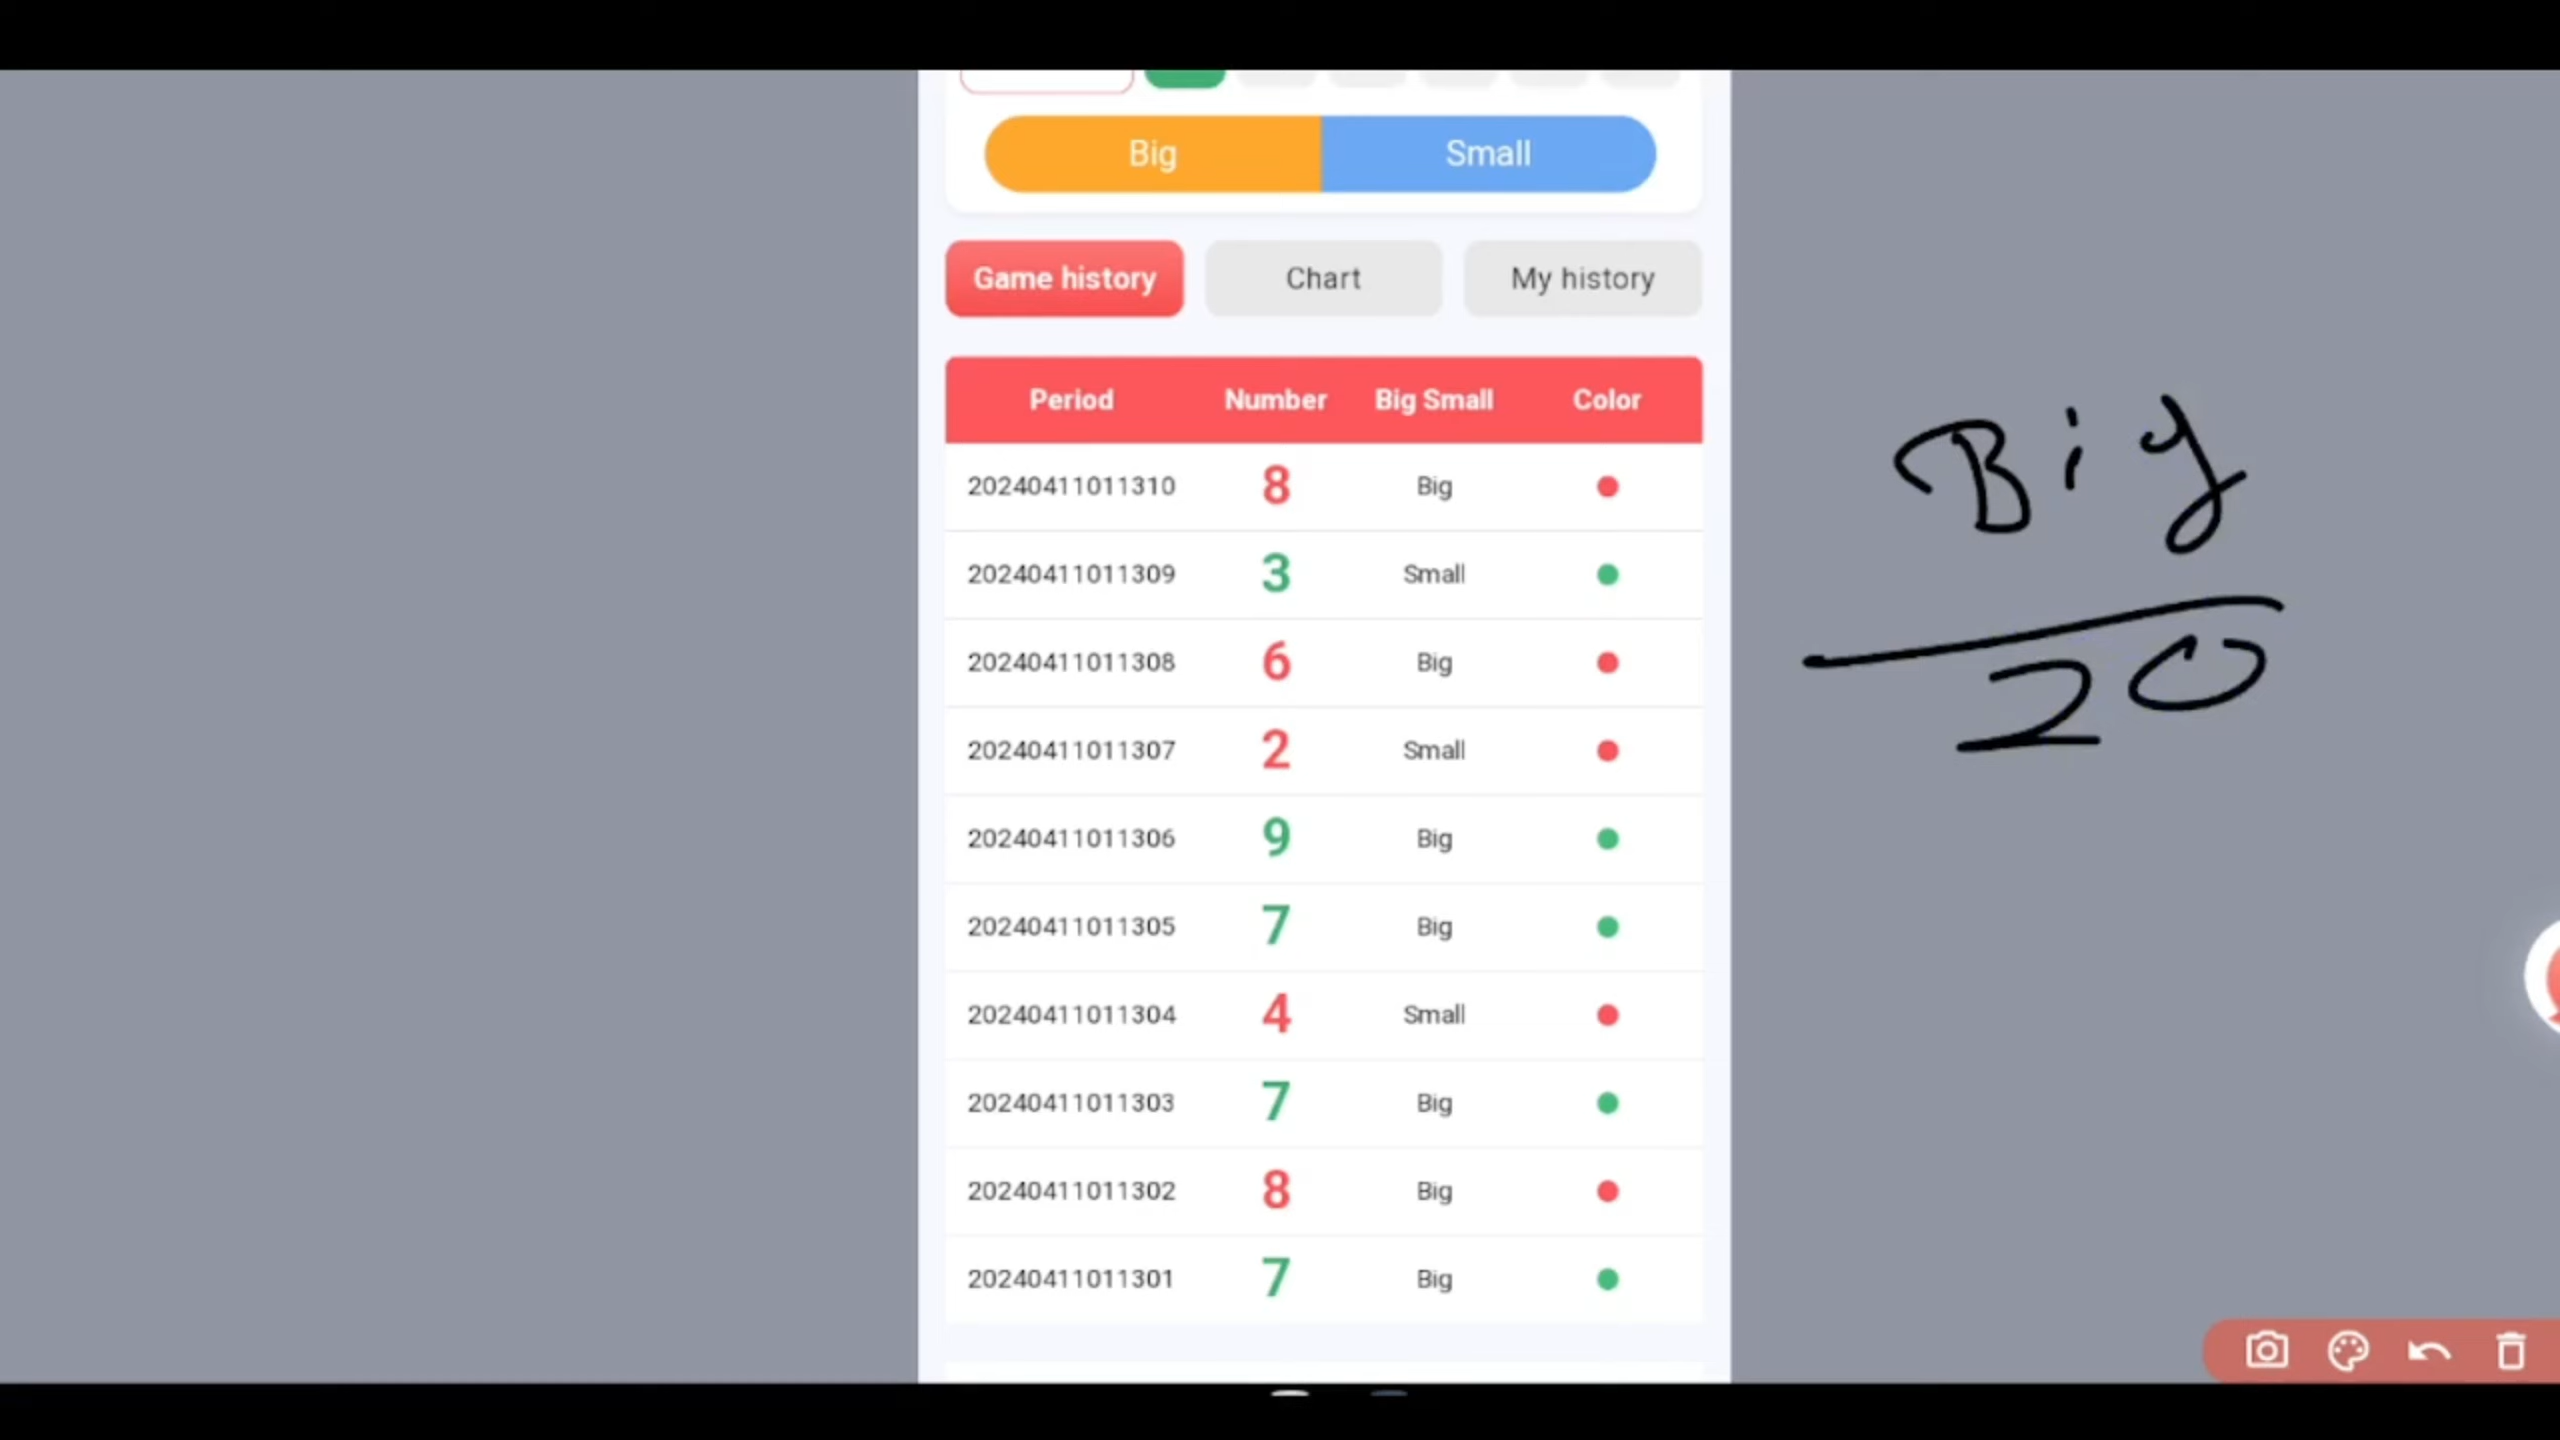 Big Small
Game history Chart My history
Period Number Big Small Color
20240411011310 8 Big
20240411011309 3 Small
20240411011308 6 Big
20240411011307 2 Small
20240411011306 9 Big
20240411011305 7 Big
20240411011304 4 Small
20240411011303 7 Big
20240411011302 8 Big
20240411011301 7 Big
Big
20